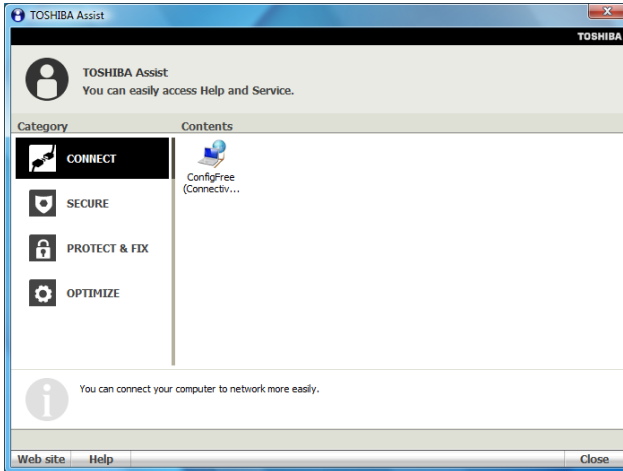 TOSHIBA Assist
TOSHIBA
TOSHIBA Assist
You can easily access Help and Service.
Category
Contents
CONNECT
SECURE
PROTECT & FIX
OPTIMIZE
ConfigFree
(Connectiv...
You can connect your computer to network more easily.
Web site
Help
Close